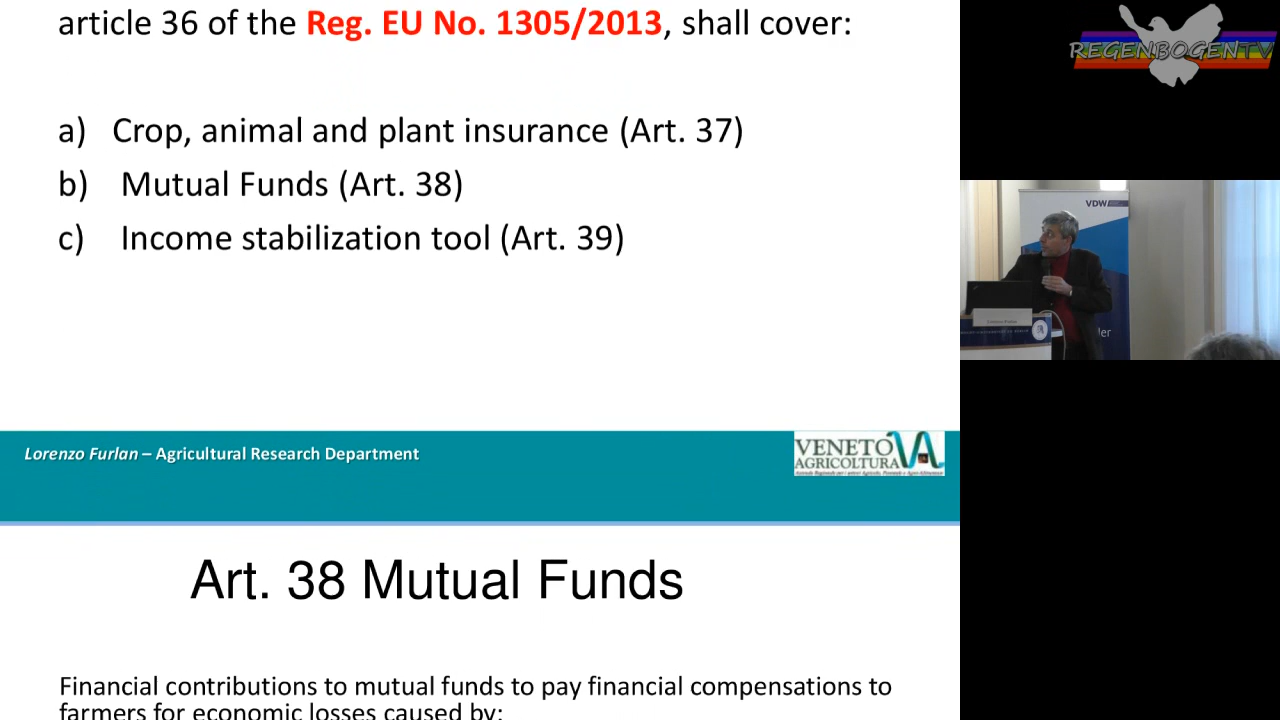 article 36 of the Reg. EU No. 1305/2013, shall cover:
a) Crop, animal and plant insurance (Art. 37)
b) Mutual Funds (Art. 38)
c) Income stabilization tool (Art. 39)
Lorenzo Furlan – Agricultural Research Department
VENETO
AGRICOLTURA
Art. 38 Mutual Funds
Financial contributions to mutual funds to pay financial compensations to
farmers for economic losses caused by:
REGENBOGENTV
VDW